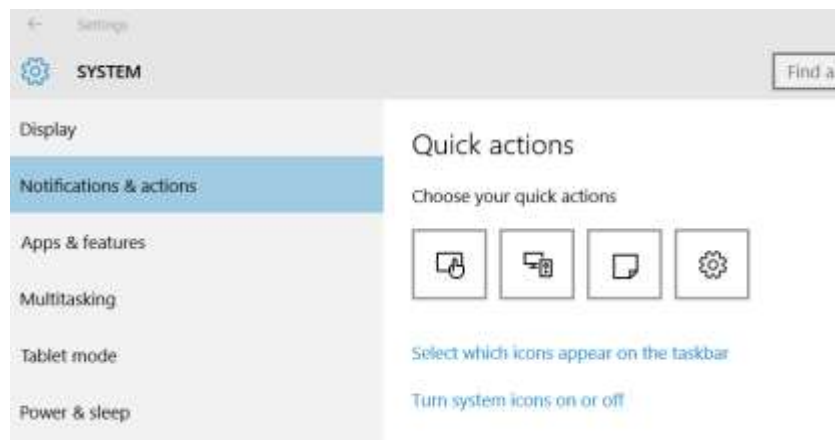 Settings
SYSTEM
Find a
Display
Notifications & actions
Apps & features
Multitasking
Tablet mode
Power & sleep
Quick actions
Choose your quick actions
Select which icons appear on the taskbar
Turn system icons on or off